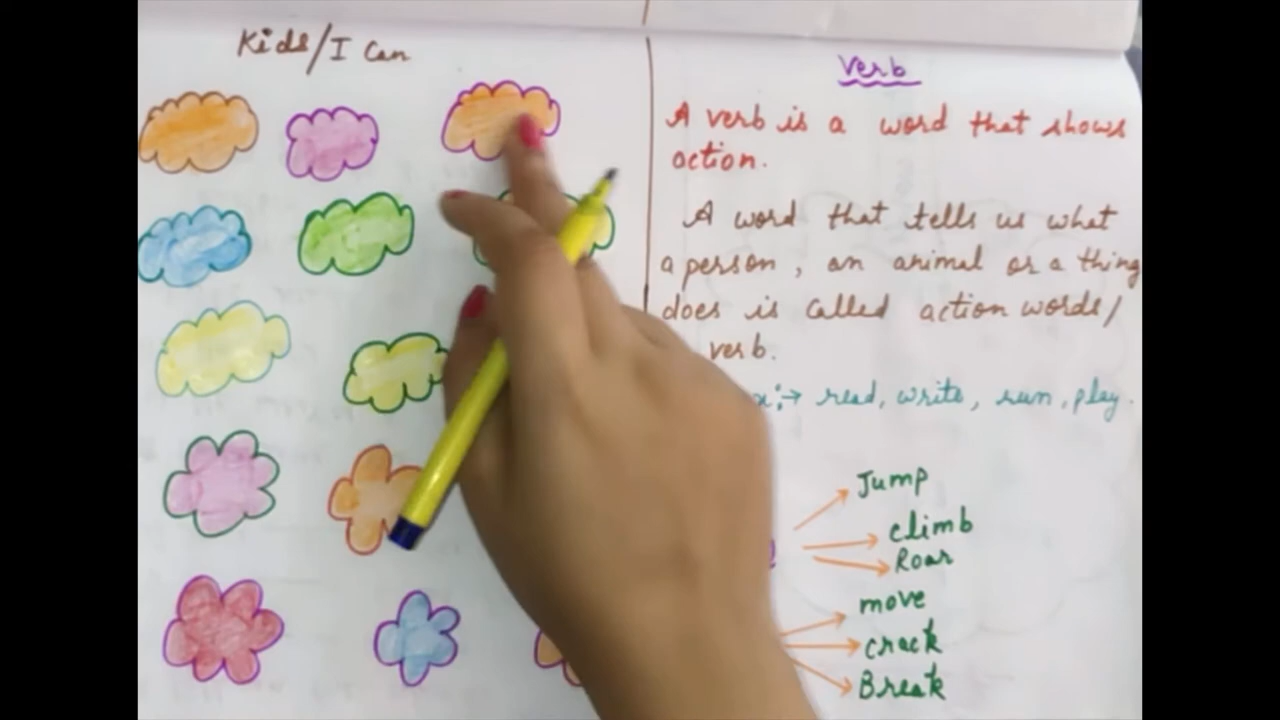 Kids/I Can
Verb
A verb is a word that shows
action.
A word that tells us what
a person, an animal or a thing
does is called action words/
verb.
read, write, run, play.
Jump
climb
Roar
move
crack
Break